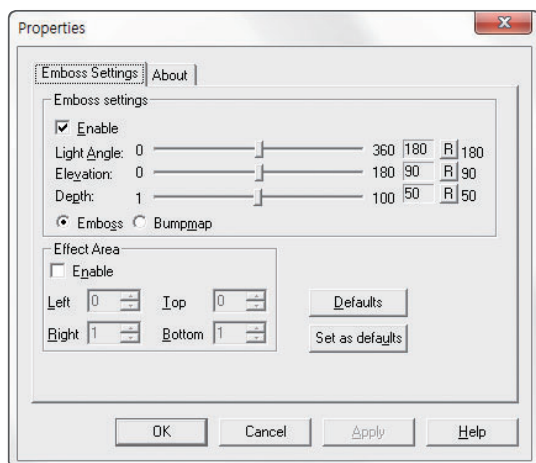 Properties
Emboss Settings About
Emboss settings
Enable
Light Angle: 0 360 180 R 180
Elevation: 0 180 90 R 90
Depth: 1 100 50 R 50
Emboss Bumpmap
Effect Area
Enable
Left 0 Top 0
Right 1 Bottom 1
Defaults
Set as defaults
OK Cancel Apply Help